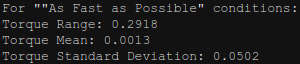 For ""As Fast as Possible" conditions:
Torque Range: 0.2918
Torque Mean: 0.0013
Torque Standard Deviation: 0.0502